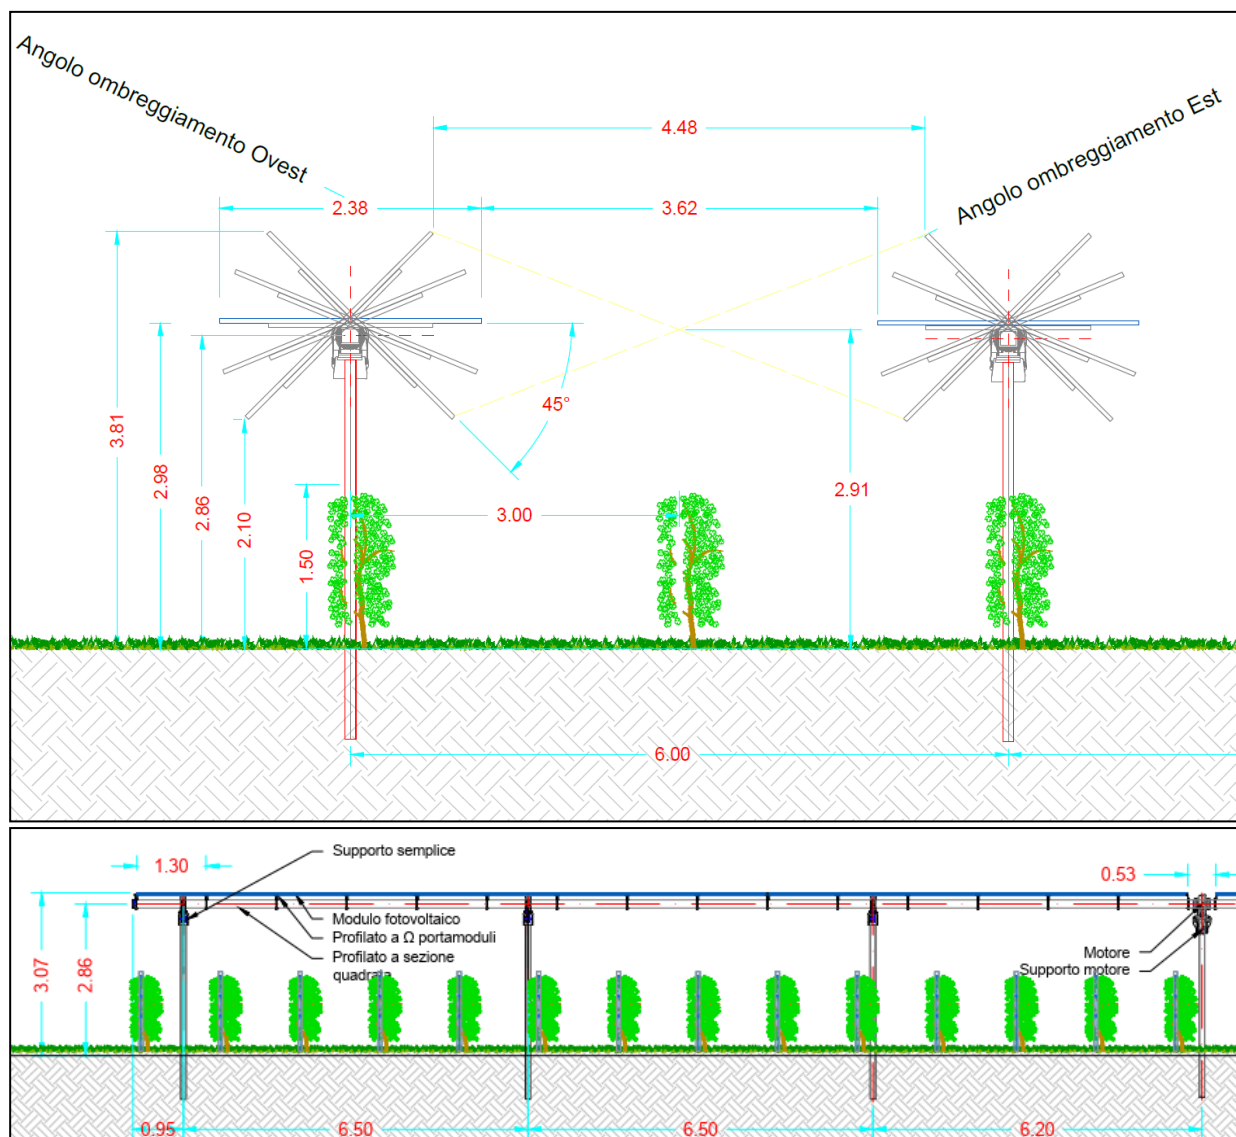 Angolo ombreggiamento Ovest
Angolo ombreggiamento Est
4.48
2.38
3.62
45°
3.81
2.98
2.86
2.10
1.50
3.00
2.91
6.00
1.30
Supporto semplice
0.53
Modulo fotovoltaico
Profilato a Ω portamoduli
Profilato a sezione
quadrata
Motore
Supporto motore
3.07
2.86
0.95
6.50
6.50
6.20